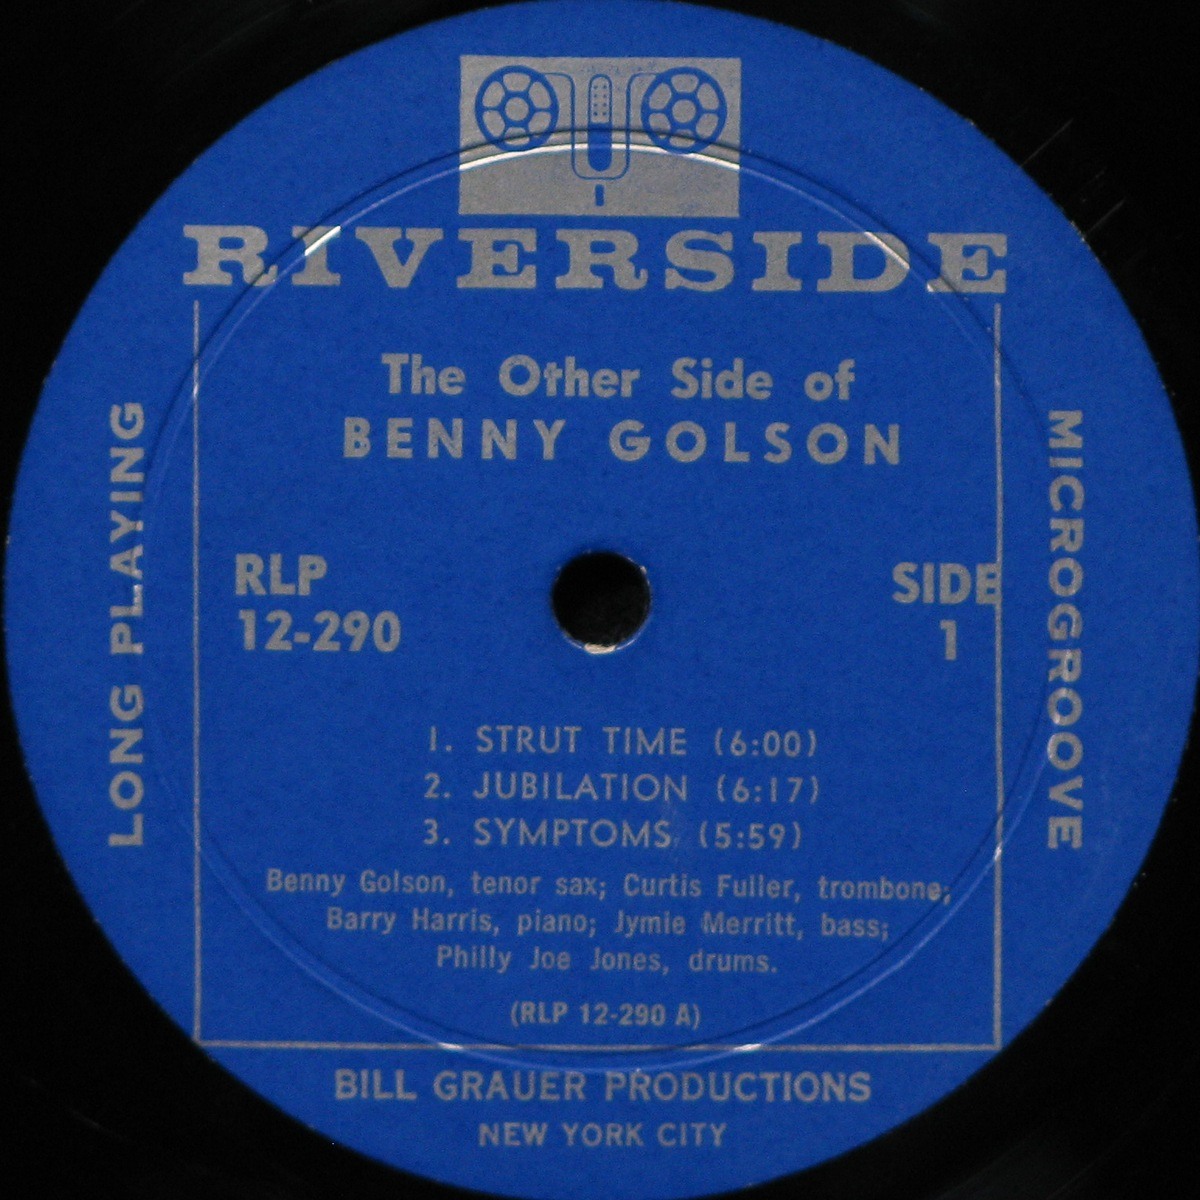 RIVERSIDE
The Other Side of
BENNY GOLSON
LONG PLAYING
MICROGROOVE
RLP
12-290
SIDE
1
1. STRUT TIME (6:00)
2. JUBILATION (6:17)
3. SYMPTOMS (5:59)
Benny Golson, tenor sax; Curtis Fuller, trombone;
Barry Harris, piano; Jymie Merritt, bass;
Philly Joe Jones, drums.
(RLP 12-290 A)
BILL GRAUER PRODUCTIONS
NEW YORK CITY